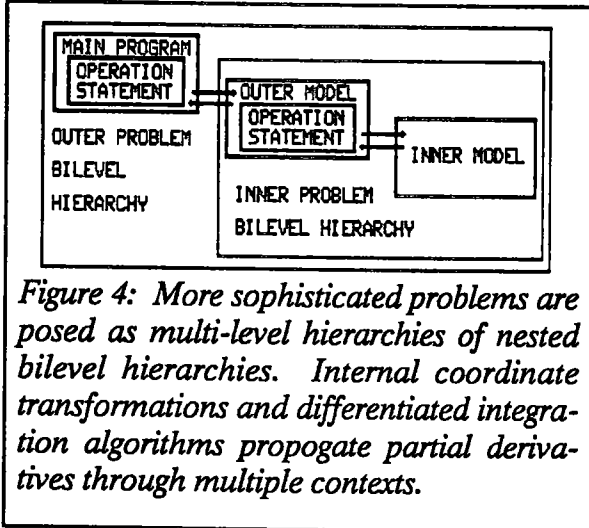 MAIN PROGRAM
OPERATION
STATEMENT
OUTER PROBLEM
BILEVEL
HIERARCHY
OUTER MODEL
OPERATION
STATEMENT
INNER PROBLEM
BILEVEL HIERARCHY
INNER MODEL
Figure 4: More sophisticated problems are
posed as multi-level hierarchies of nested
bilevel hierarchies. Internal coordinate
transformations and differentiated integra-
tion algorithms propogate partial deriva-
tives through multiple contexts.